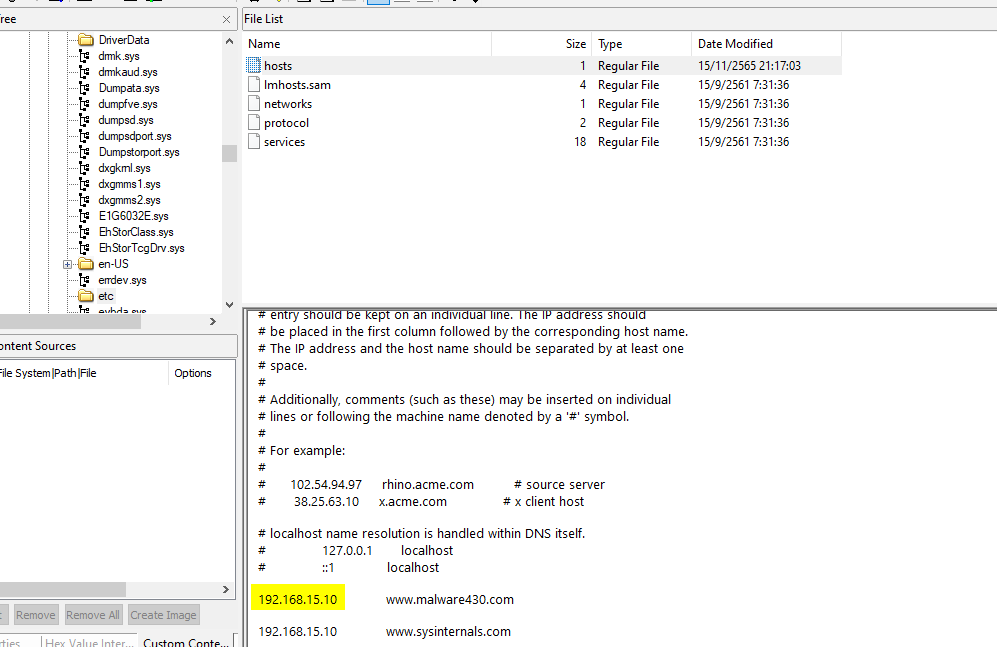 ree
File List
DriverData
drmk.sys
drmkaud.sys
Dumpata.sys
dumpfve.sys
dumpsd.sys
dumpsdport.sys
Dumpstorport.sys
dxgkrnl.sys
dxgmms1.sys
dxgmms2.sys
E1G6032E.sys
EhStorClass.sys
EhStorTcgDrv.sys
en-US
errdev.sys
etc
evbda.sys
Name Size Type Date Modified
hosts 1 Regular File 15/11/2565 21:17:03
lmhosts.sam 4 Regular File 15/9/2561 7:31:36
networks 1 Regular File 15/9/2561 7:31:36
protocol 2 Regular File 15/9/2561 7:31:36
services 18 Regular File 15/9/2561 7:31:36
ontent Sources
File System|Path|File Options
Remove Remove All Create Image
rties Hex Value Inter... Custom Conte...
# entry should be kept on an individual line. The IP address should
# be placed in the first column followed by the corresponding host name.
# The IP address and the host name should be separated by at least one
# space.
#
# Additionally, comments (such as these) may be inserted on individual
# lines or following the machine name denoted by a '#' symbol.
#
# For example:
#
# 102.54.94.97 rhino.acme.com # source server
# 38.25.63.10 x.acme.com # x client host
# localhost name resolution is handled within DNS itself.
# 127.0.0.1 localhost
# ::1 localhost
192.168.15.10 www.malware430.com
192.168.15.10 www.sysinternals.com